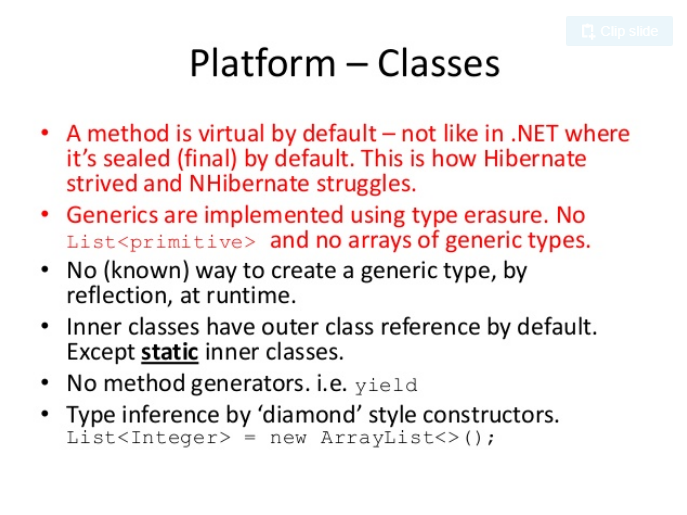 Clip slide
Platform – Classes
• A method is virtual by default – not like in .NET where
it's sealed (final) by default. This is how Hibernate
strived and NHibernate struggles.
• Generics are implemented using type erasure. No
List<primitive> and no arrays of generic types.
• No (known) way to create a generic type, by
reflection, at runtime.
• Inner classes have outer class reference by default.
Except static inner classes.
• No method generators. i.e. yield
• Type inference by ‘diamond’ style constructors.
List<Integer> = new ArrayList<>();